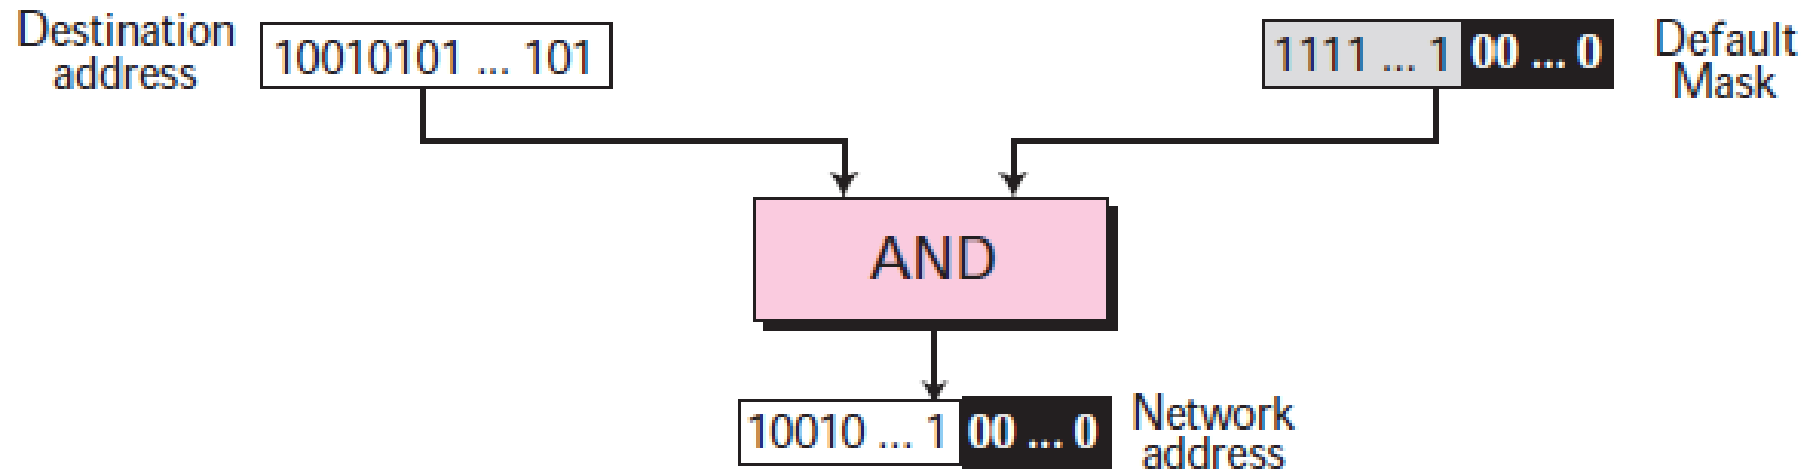 Destination
address
10010101 ... 101
1111 ... 1 00 ... 0
Default
Mask
AND
10010 ... 1 00 ... 0
Network
address